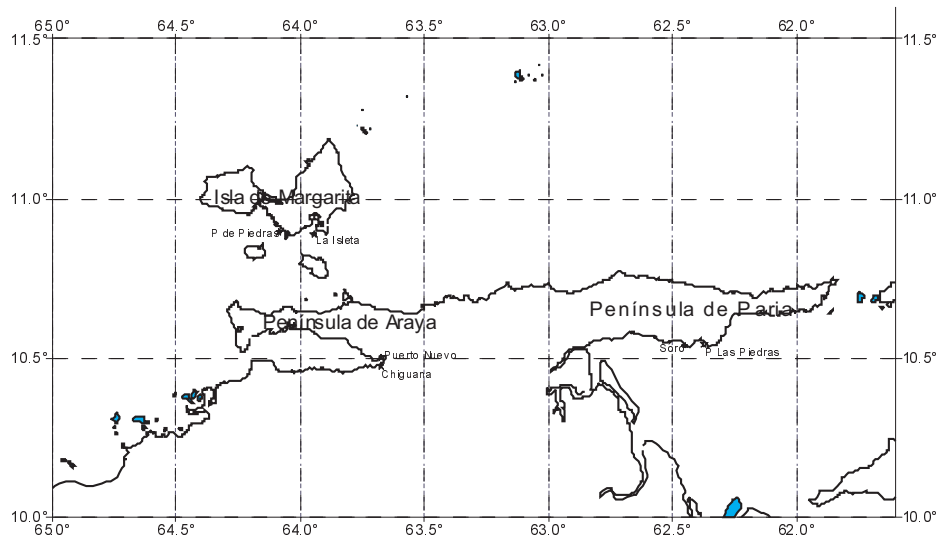 65.0° 64.5° 64.0° 63.5° 63.0° 62.5° 62.0°
11.5° 11.5°
11.0° Isla de Margarita 11.0°
P de Piedras
La Isleta
Península de Paria
Península de Araya
Soro
P Las Piedras
10.5° Puerto Nuevo 10.5°
Chiguana
10.0° 10.0°
65.0° 64.5° 64.0° 63.5° 63.0° 62.5° 62.0°